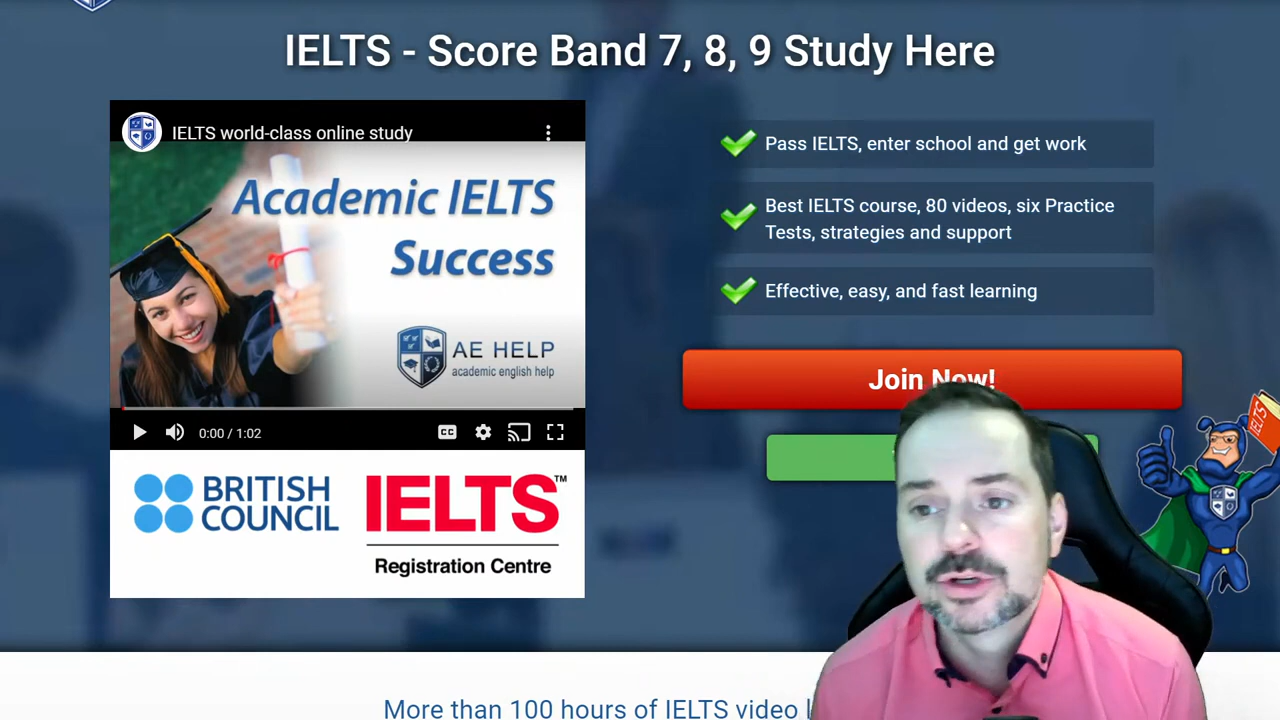 IELTS - Score Band 7, 8, 9 Study Here
IELTS world-class online study
Academic IELTS
Success
AE HELP
academic english help
0:00 / 1:02
CC
BRITISH
COUNCIL
IELTS™
Registration Centre
Pass IELTS, enter school and get work
Best IELTS course, 80 videos, six Practice
Tests, strategies and support
Effective, easy, and fast learning
Join Now!
IELTS
More than 100 hours of IELTS video